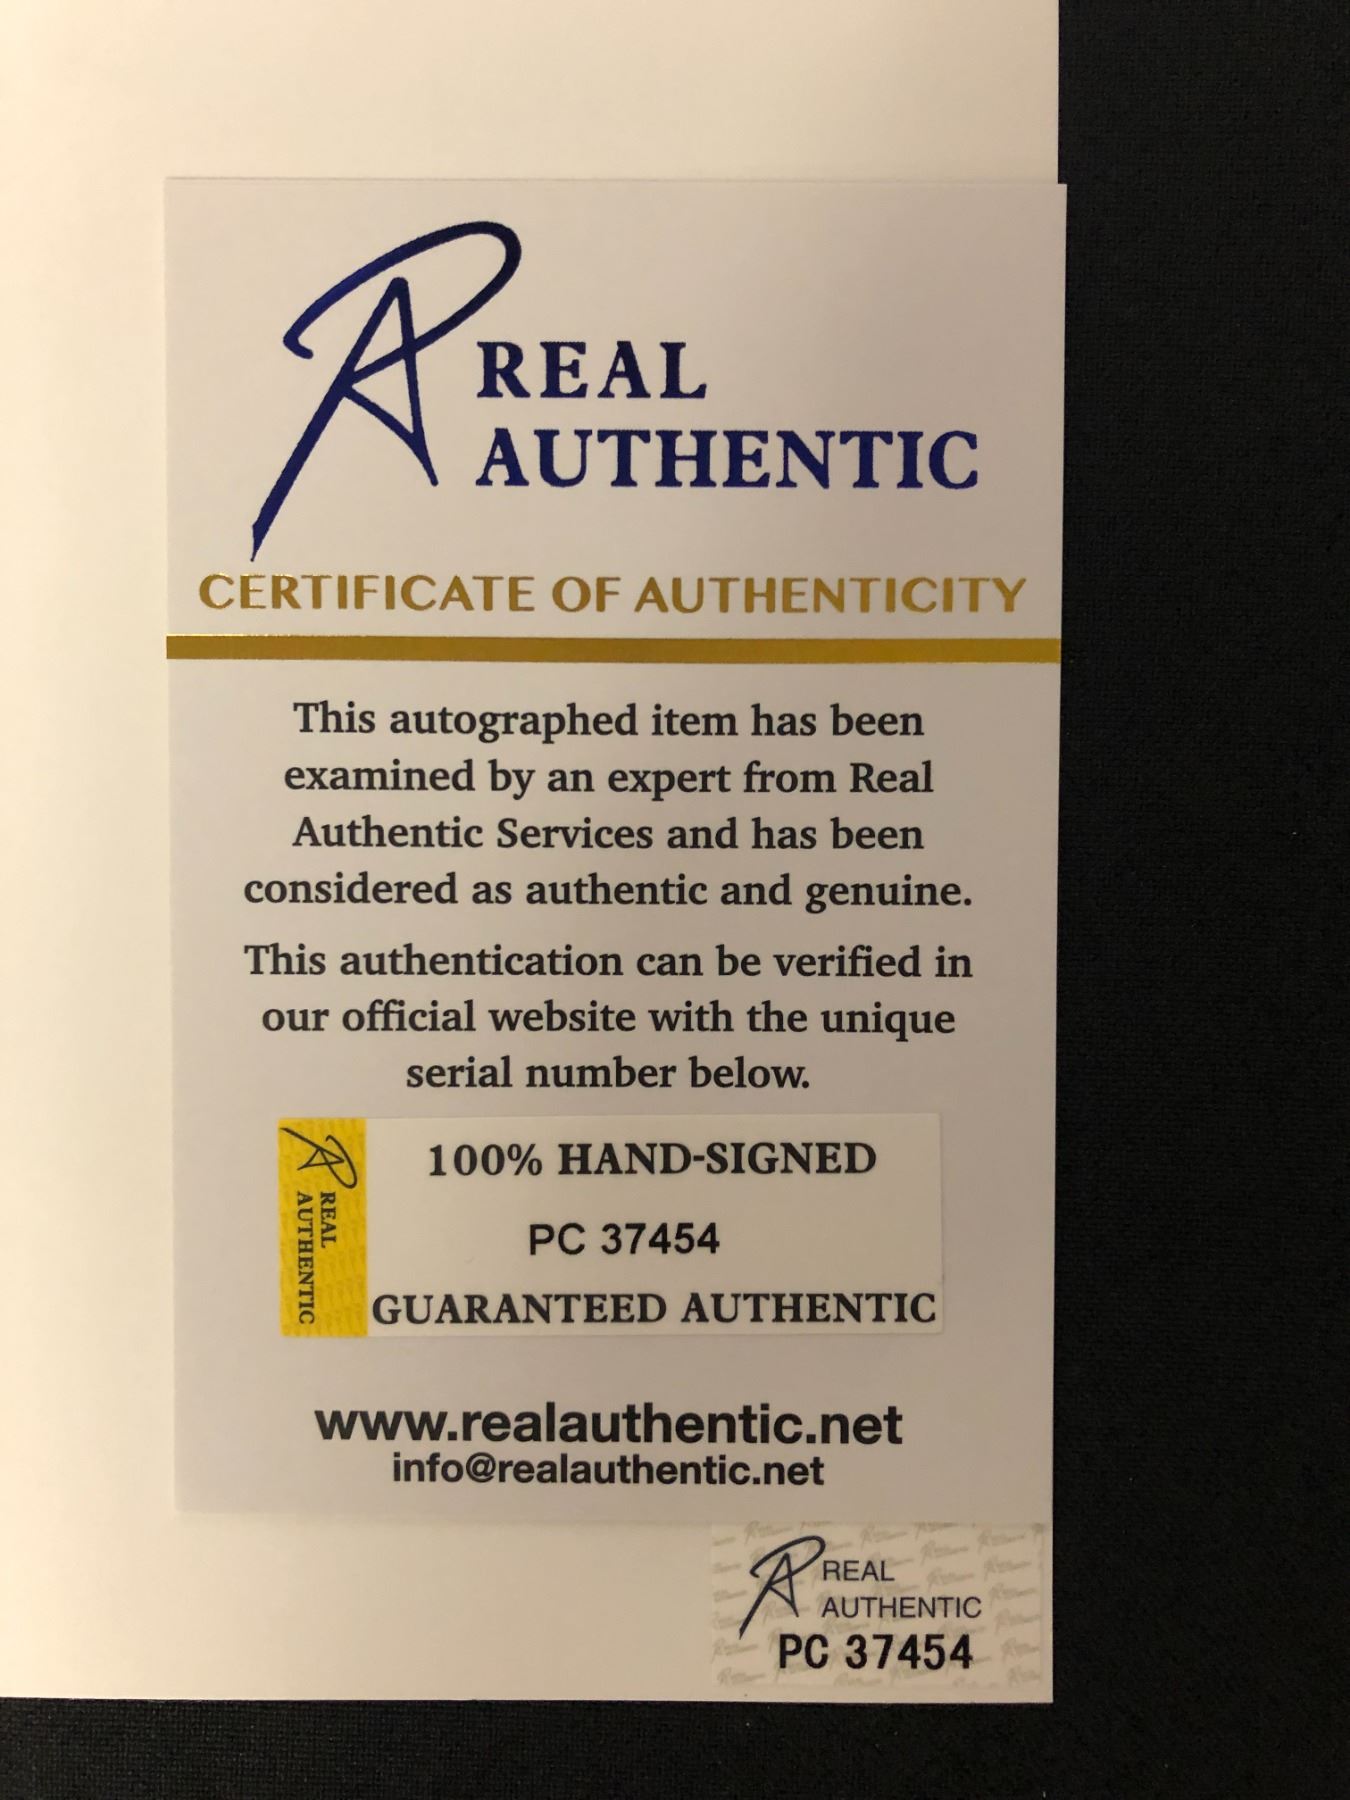 RA REAL
AUTHENTIC
CERTIFICATE OF AUTHENTICITY
This autographed item has been
examined by an expert from Real
Authentic Services and has been
considered as authentic and genuine.
This authentication can be verified in
our official website with the unique
serial number below.
RA REAL
AUTHENTIC
100% HAND-SIGNED
PC 37454
GUARANTEED AUTHENTIC
www.realauthentic.net
info@realauthentic.net
RA REAL
AUTHENTIC
PC 37454